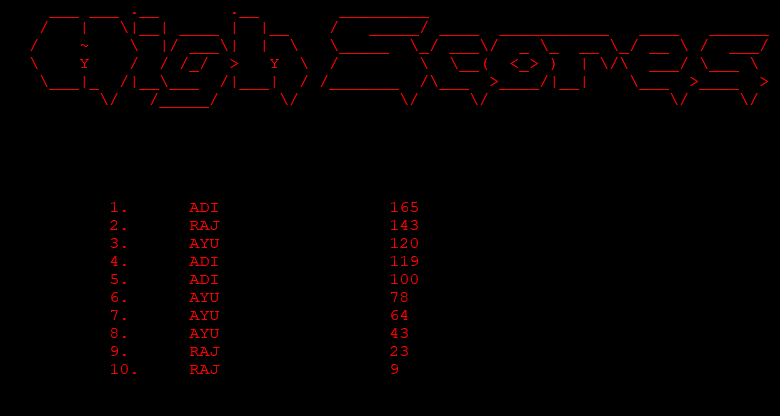 High Scores
1. ADI 165
2. RAJ 143
3. AYU 120
4. ADI 119
5. ADI 100
6. AYU 78
7. AYU 64
8. AYU 43
9. RAJ 23
10. RAJ 9